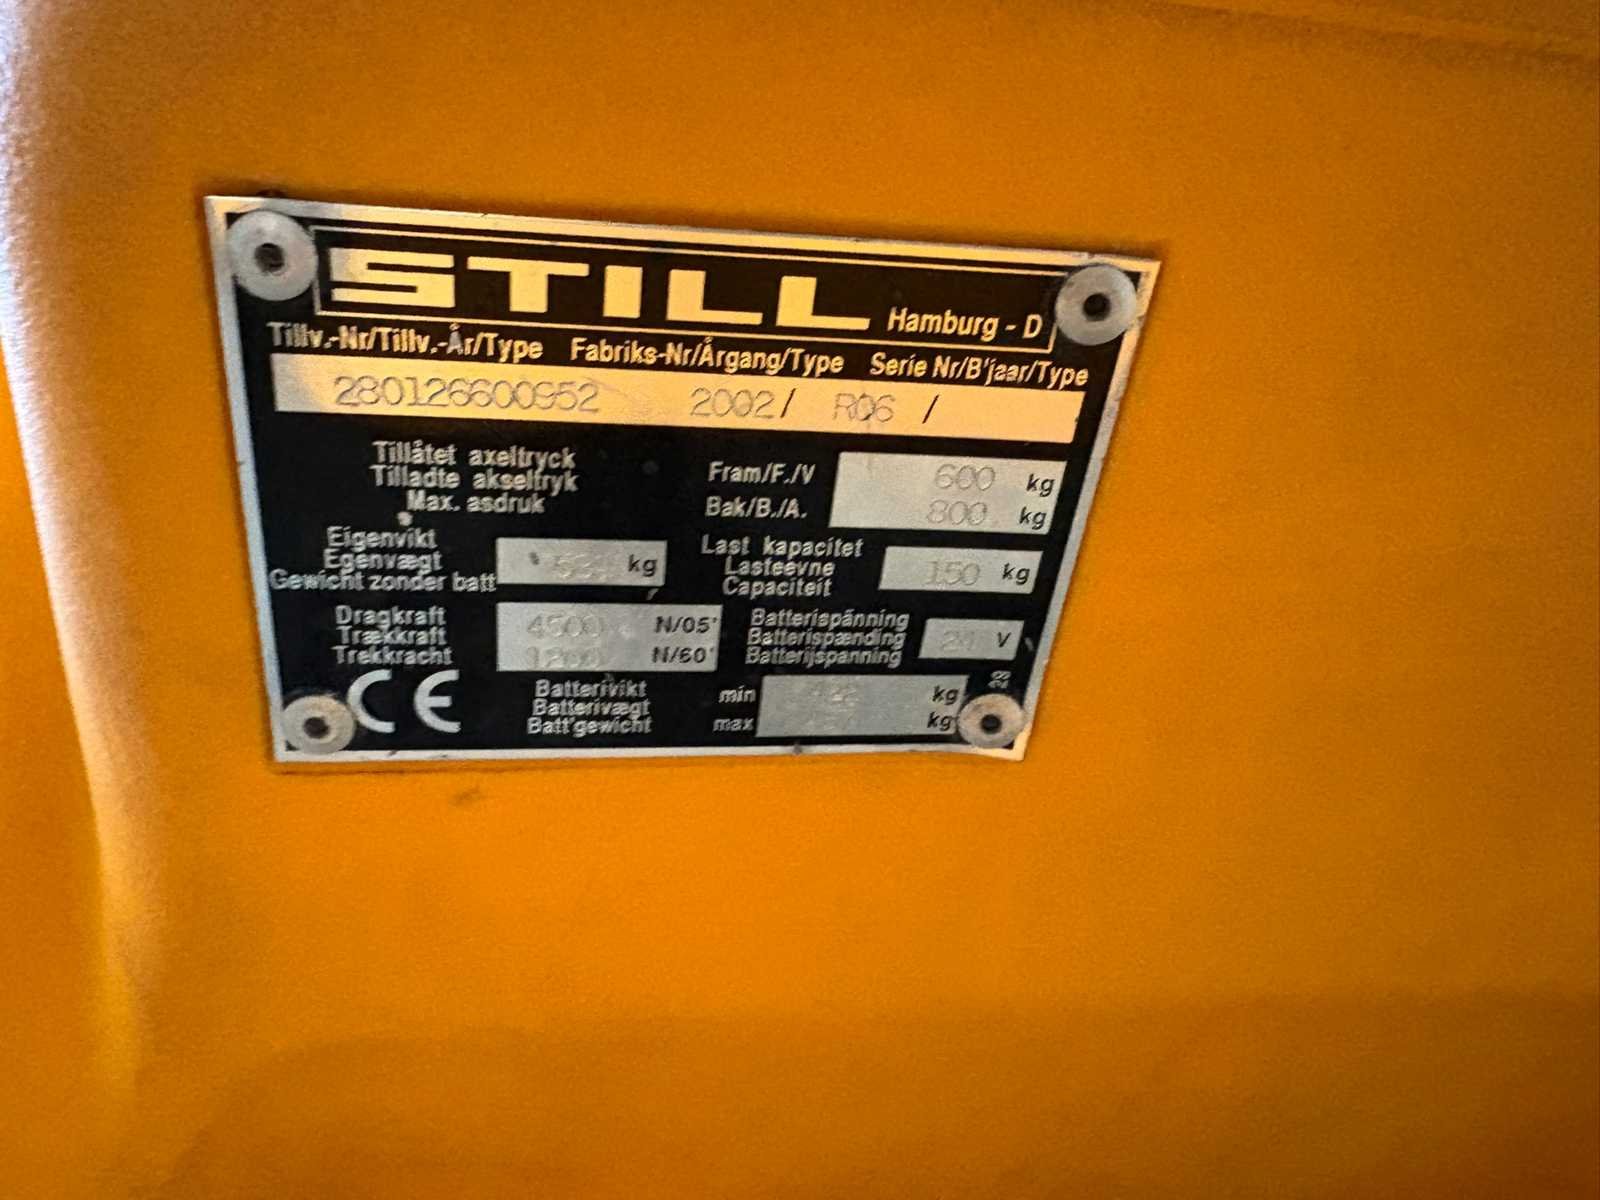 STILL Hamburg - D
Tillv.-Nr/Tillv.-År/Type Fabriks-Nr/Årgang/Type Serie Nr/B'jaar/Type
280126600952 2002/ R06 /
Tillåtet axeltryck
Tilladte akseltryk
Max. asdruk
Fram/F./V 600 kg
Bak/B./A. 800 kg
Eigenvikt
Egenvægt
Gewicht zonder batt
kg
Last kapacitet
Lasteevne
Capaciteit
150 kg
Dragkraft
Trækkraft
Trekkracht
4500 N/05'
1200 N/60'
Batterispänning
Batterispænding
Batterijspanning
24 V
CE
Batterivikt
Batterivægt
Batt'gewicht
min kg
max kg
28